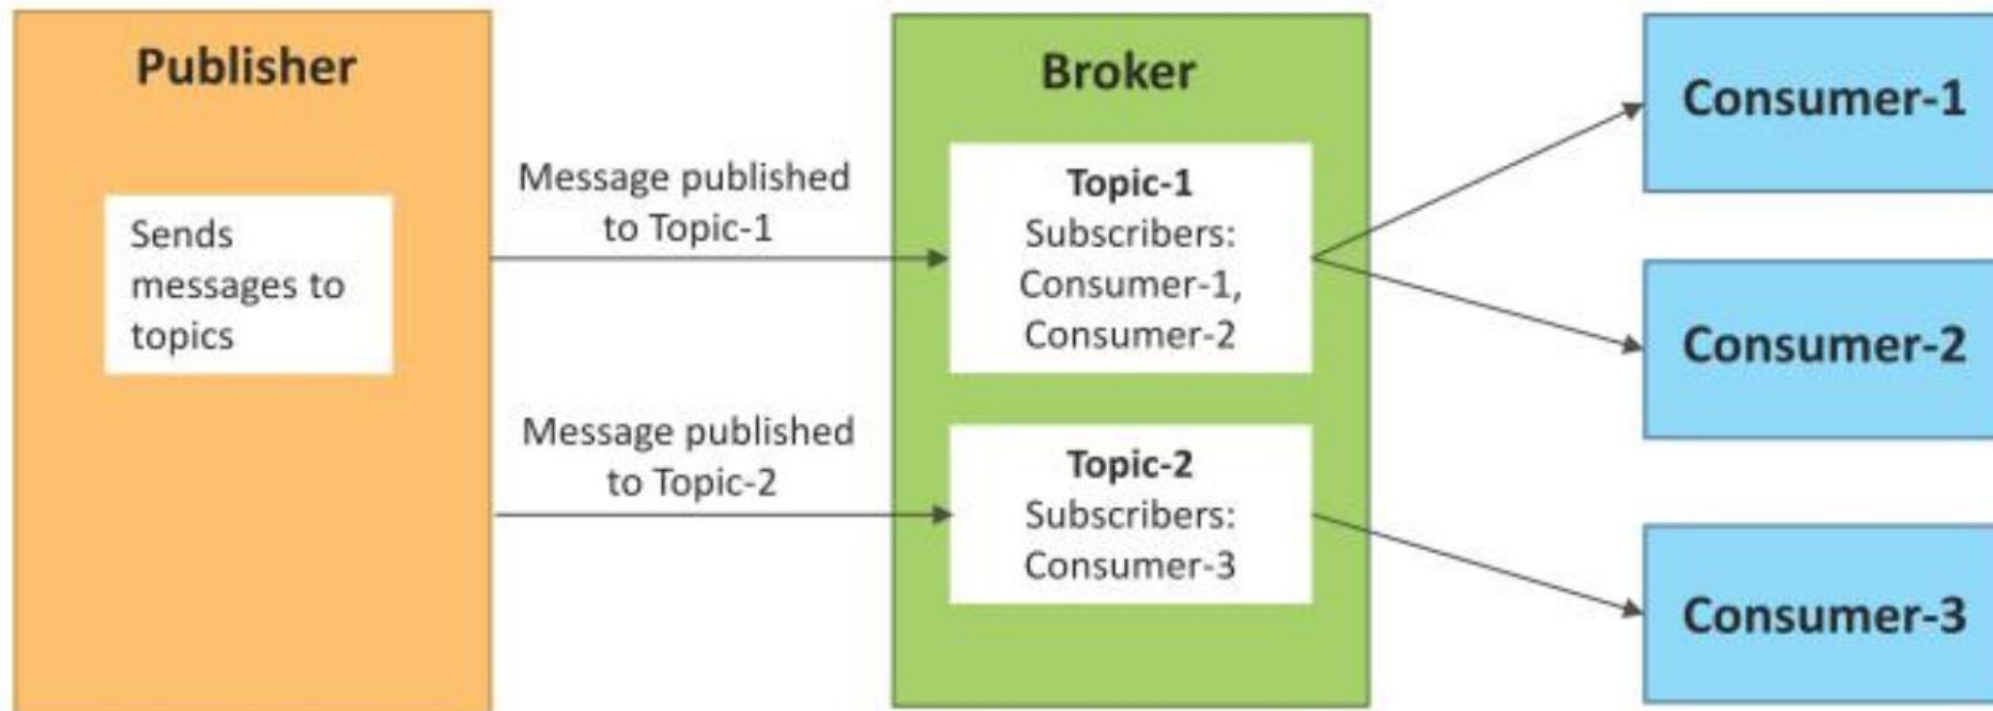 Publisher
Sends
messages to
topics
Message published
to Topic-1
Message published
to Topic-2
Broker
Topic-1
Subscribers:
Consumer-1,
Consumer-2
Topic-2
Subscribers:
Consumer-3
Consumer-1
Consumer-2
Consumer-3